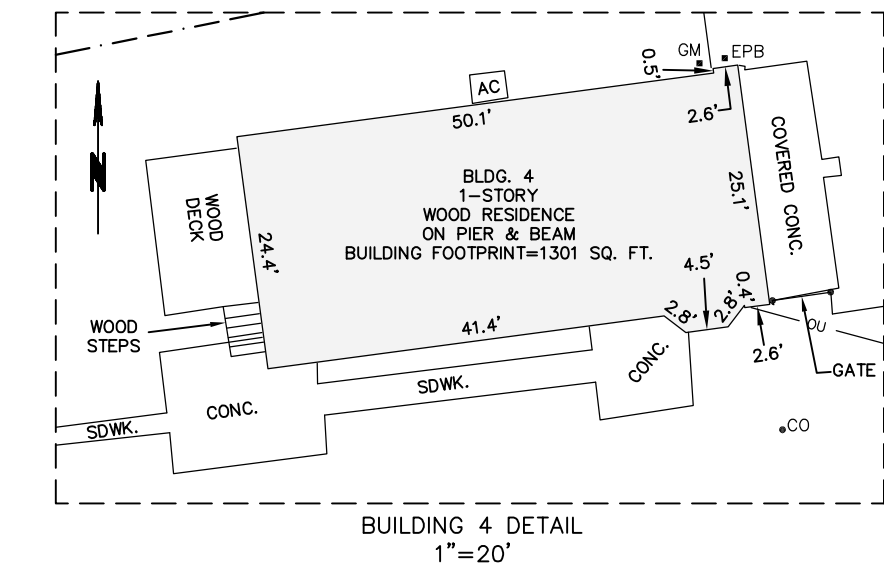 GM
EPB
0.5'
AC
50.1'
2.6'
N
WOOD
DECK
BLDG. 4
1-STORY
WOOD RESIDENCE
ON PIER & BEAM
BUILDING FOOTPRINT=1301 SQ. FT.
25.1'
COVERED CONC.
24.4'
4.5'
2.8'
2.8'
0.4'
WOOD
STEPS
41.4'
OU
2.6'
GATE
CONC.
SDWK.
CONC.
SDWK.
CO
BUILDING 4 DETAIL
1"=20'